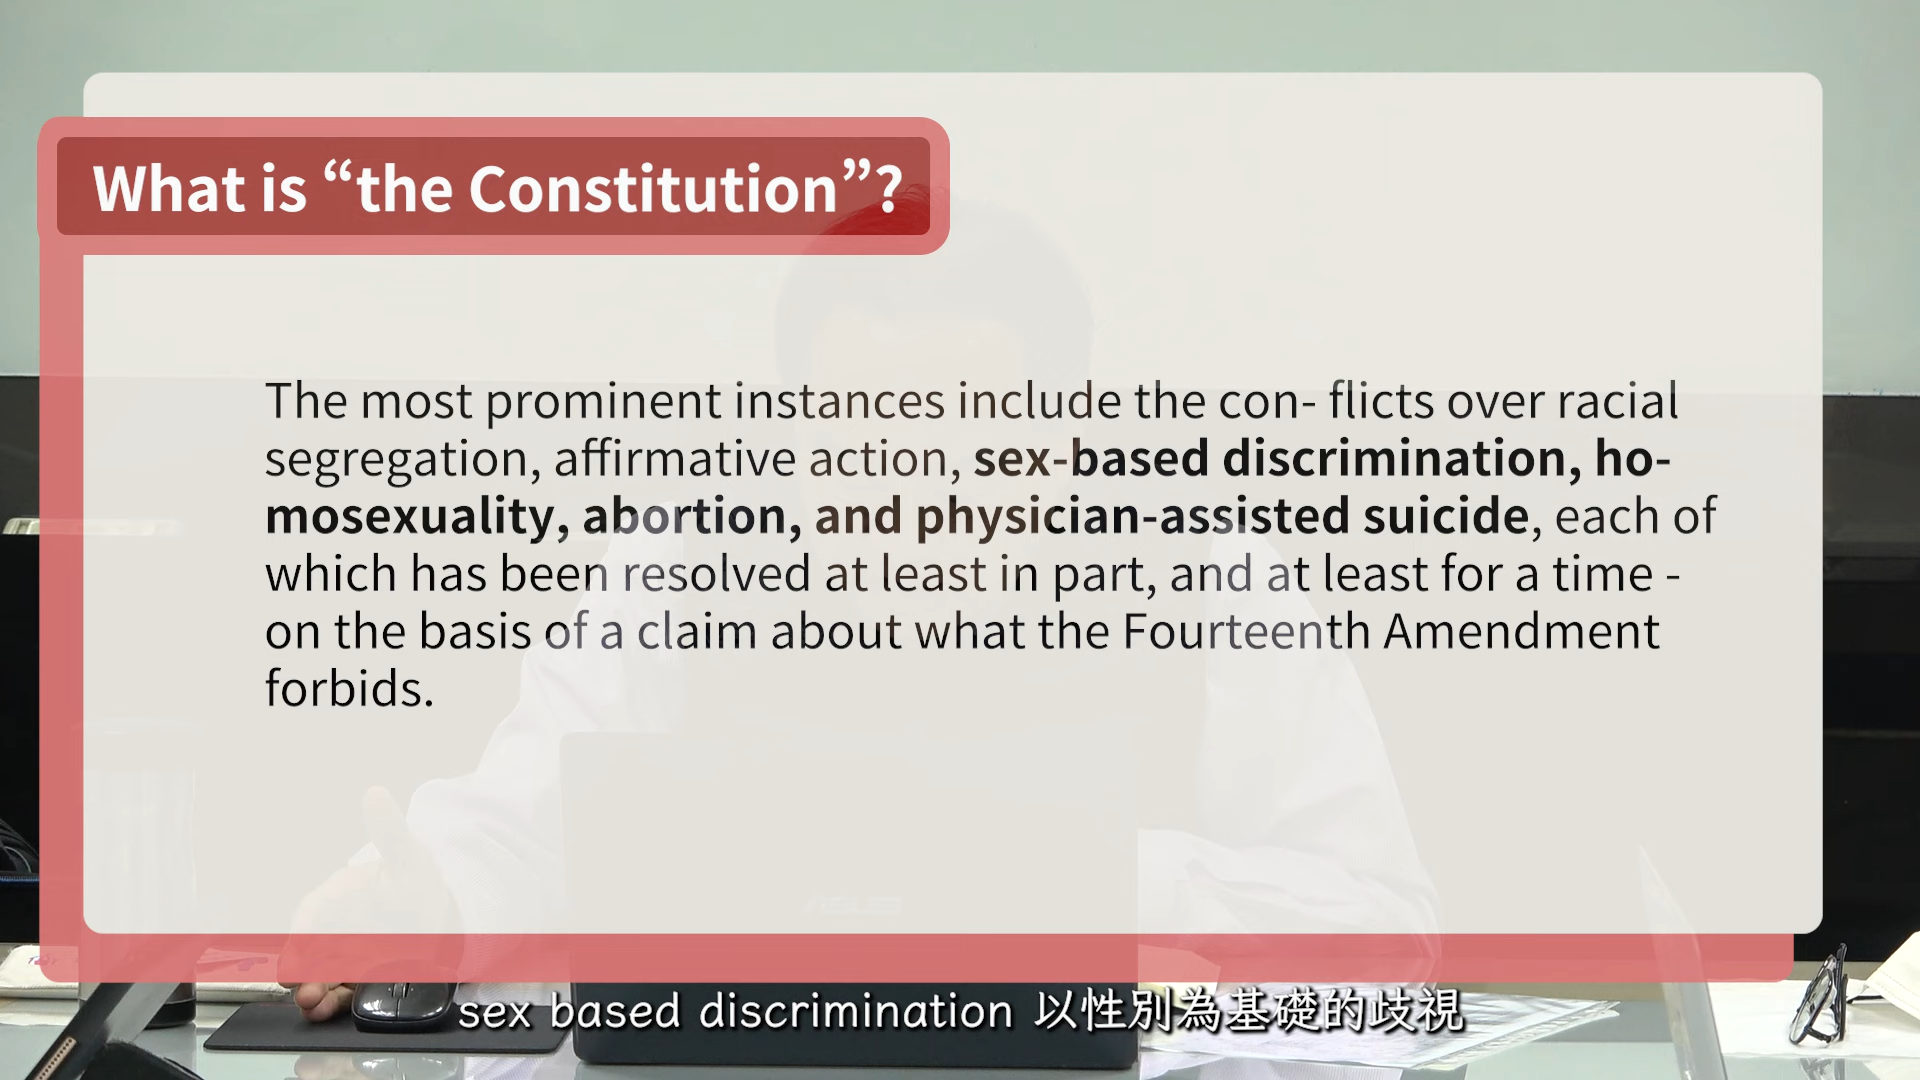 What is “the Constitution”?
The most prominent instances include the con- flicts over racial
segregation, affirmative action, sex-based discrimination, ho-
mosexuality, abortion, and physician-assisted suicide, each of
which has been resolved at least in part, and at least for a time -
on the basis of a claim about what the Fourteenth Amendment
forbids.
sex based discrimination 以性別為基礎的歧視